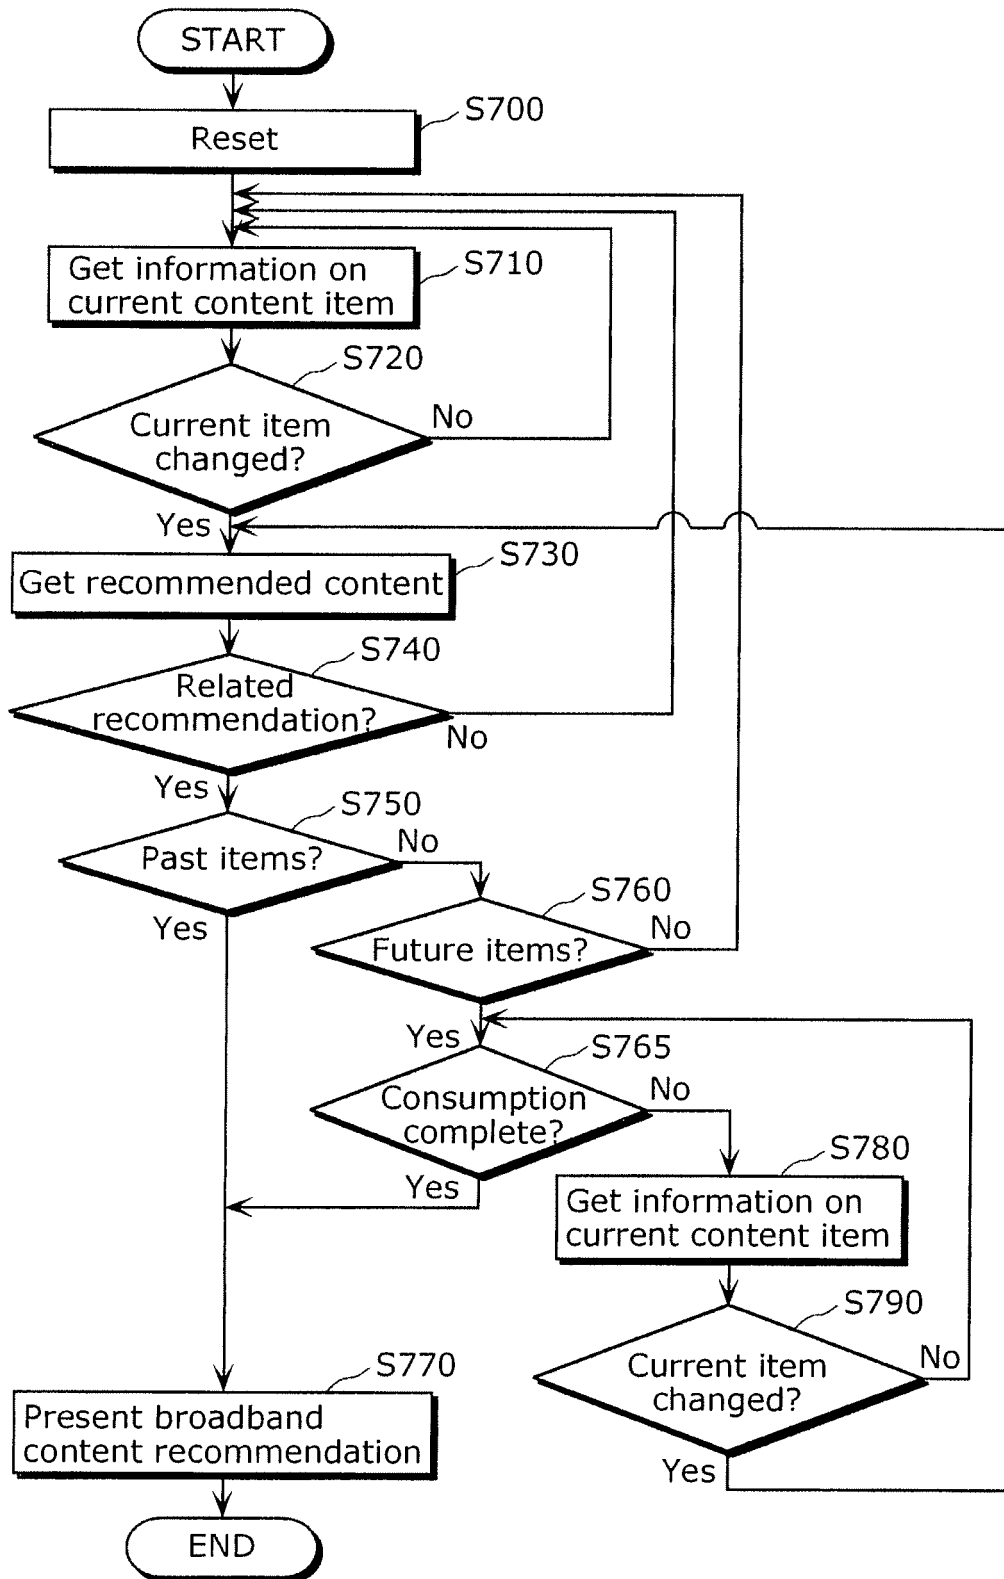 START
S700
Reset
S710
Get information on
current content item
S720
Current item
changed?
No
Yes
S730
Get recommended content
S740
Related
recommendation?
No
Yes
S750
Past items?
No
Yes
S760
Future items?
No
Yes
S765
Consumption
complete?
No
Yes
S780
Get information on
current content item
S790
Current item
changed?
No
Yes
S770
Present broadband
content recommendation
END